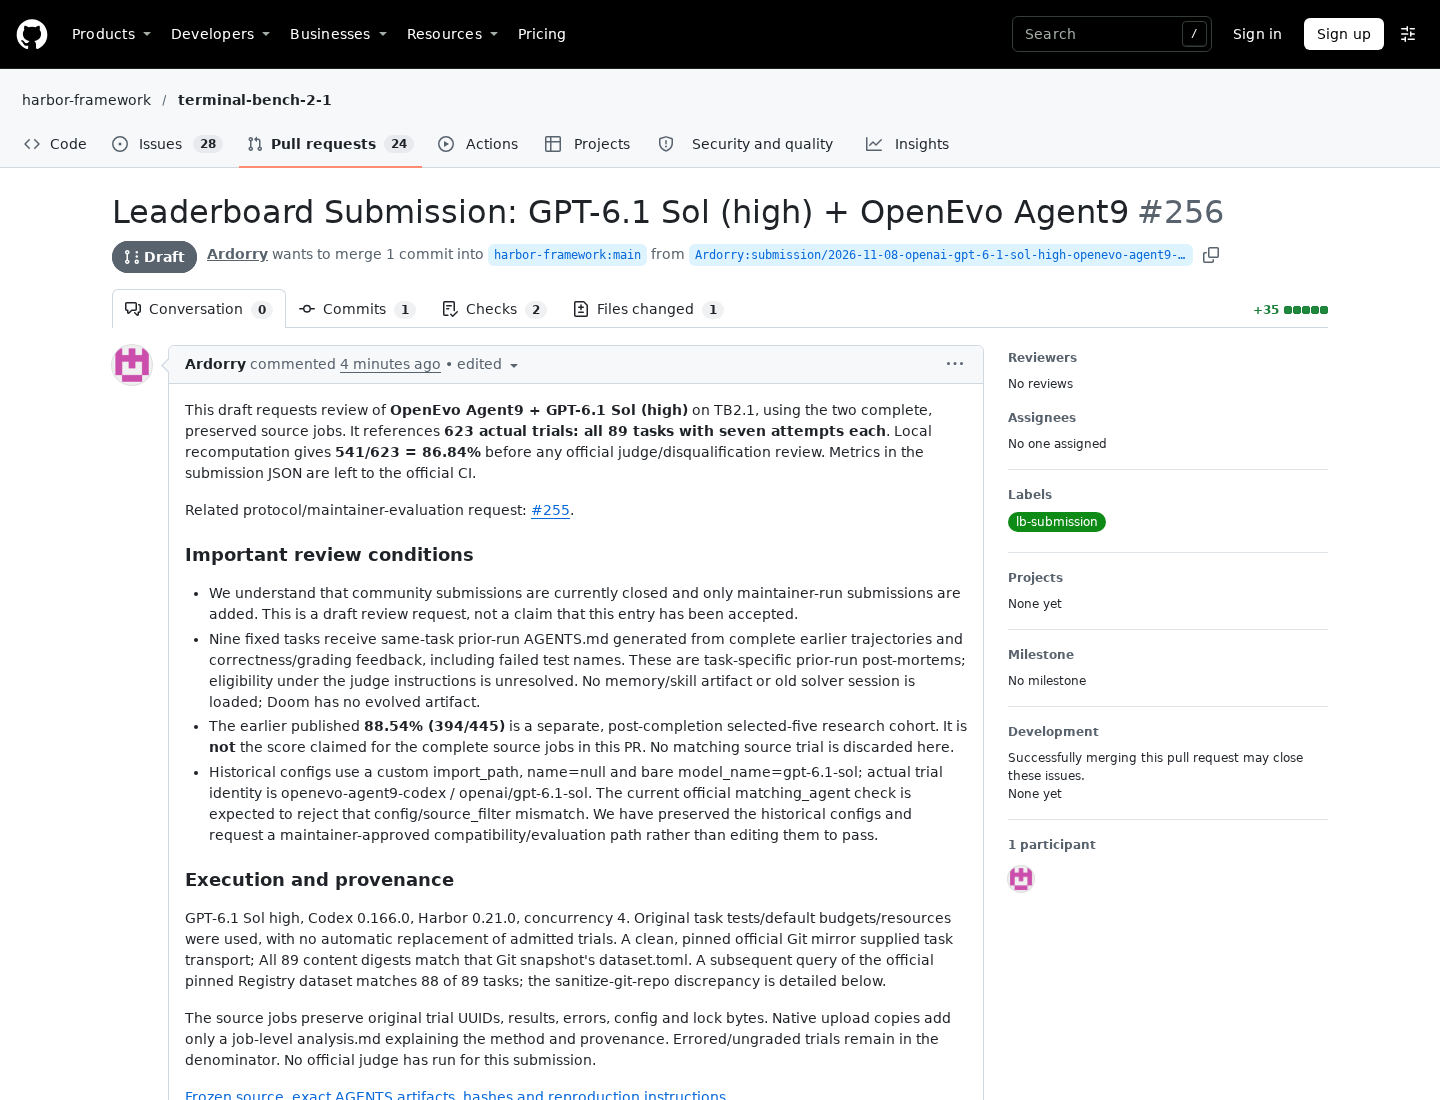 Products Developers Businesses Resources Pricing Search / Sign in Sign up
harbor-framework / terminal-bench-2-1
Code Issues 28 Pull requests 24 Actions Projects Security and quality Insights
Leaderboard Submission: GPT-6.1 Sol (high) + OpenEvo Agent9 #256
Draft Ardorry wants to merge 1 commit into harbor-framework:main from Ardorry:submission/2026-11-08-openai-gpt-6-1-sol-high-openevo-agent9-…
Conversation 0 Commits 1 Checks 2 Files changed 1 +35
Ardorry commented 4 minutes ago • edited
This draft requests review of OpenEvo Agent9 + GPT-6.1 Sol (high) on TB2.1, using the two complete,
preserved source jobs. It references 623 actual trials: all 89 tasks with seven attempts each. Local
recomputation gives 541/623 = 86.84% before any official judge/disqualification review. Metrics in the
submission JSON are left to the official CI.
Related protocol/maintainer-evaluation request: #255.
Important review conditions
• We understand that community submissions are currently closed and only maintainer-run submissions are
added. This is a draft review request, not a claim that this entry has been accepted.
• Nine fixed tasks receive same-task prior-run AGENTS.md generated from complete earlier trajectories and
correctness/grading feedback, including failed test names. These are task-specific prior-run post-mortems;
eligibility under the judge instructions is unresolved. No memory/skill artifact or old solver session is
loaded; Doom has no evolved artifact.
• The earlier published 88.54% (394/445) is a separate, post-completion selected-five research cohort. It is
not the score claimed for the complete source jobs in this PR. No matching source trial is discarded here.
• Historical configs use a custom import_path, name=null and bare model_name=gpt-6.1-sol; actual trial
identity is openevo-agent9-codex / openai/gpt-6.1-sol. The current official matching_agent check is
expected to reject that config/source_filter mismatch. We have preserved the historical configs and
request a maintainer-approved compatibility/evaluation path rather than editing them to pass.
Execution and provenance
GPT-6.1 Sol high, Codex 0.166.0, Harbor 0.21.0, concurrency 4. Original task tests/default budgets/resources
were used, with no automatic replacement of admitted trials. A clean, pinned official Git mirror supplied task
transport; All 89 content digests match that Git snapshot's dataset.toml. A subsequent query of the official
pinned Registry dataset matches 88 of 89 tasks; the sanitize-git-repo discrepancy is detailed below.
The source jobs preserve original trial UUIDs, results, errors, config and lock bytes. Native upload copies add
only a job-level analysis.md explaining the method and provenance. Errored/ungraded trials remain in the
denominator. No official judge has run for this submission.
Frozen source, exact AGENTS artifacts, hashes and reproduction instructions
Reviewers
No reviews
Assignees
No one assigned
Labels
lb-submission
Projects
None yet
Milestone
No milestone
Development
Successfully merging this pull request may close
these issues.
None yet
1 participant